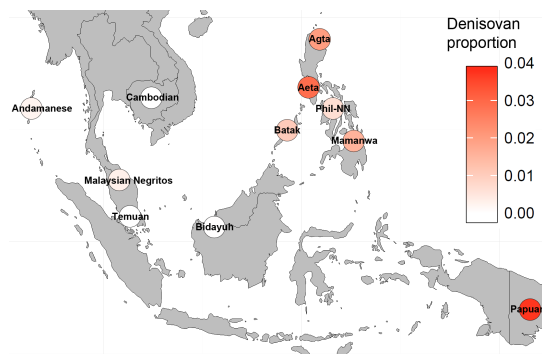 Denisovan
proportion
0.04
0.03
0.02
0.01
0.00
Agta
Aeta
Cambodian
Andamanese
Phil-NN
Batak
Mamanwa
Malaysian Negritos
Temuan
Bidayuh
Papuan